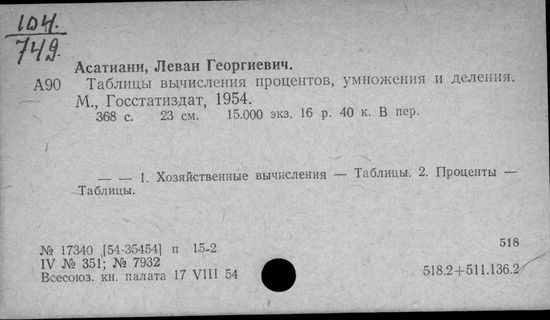 104.
749.
Асатиани, Леван Георгиевич.
А90 Таблицы вычисления процентов, умножения и деления.
М., Госстатиздат, 1954.
368 с. 23 см. 15.000 экз. 16 р. 40 к. В пер.
— — 1. Хозяйственные вычисления — Таблицы. 2. Проценты —
Таблицы.
№ 17340 [54-35454] п 15-2
518
IV № 351; № 7932
Всесоюз. кн. палата 17 VIII 54
518.2+511.136.2